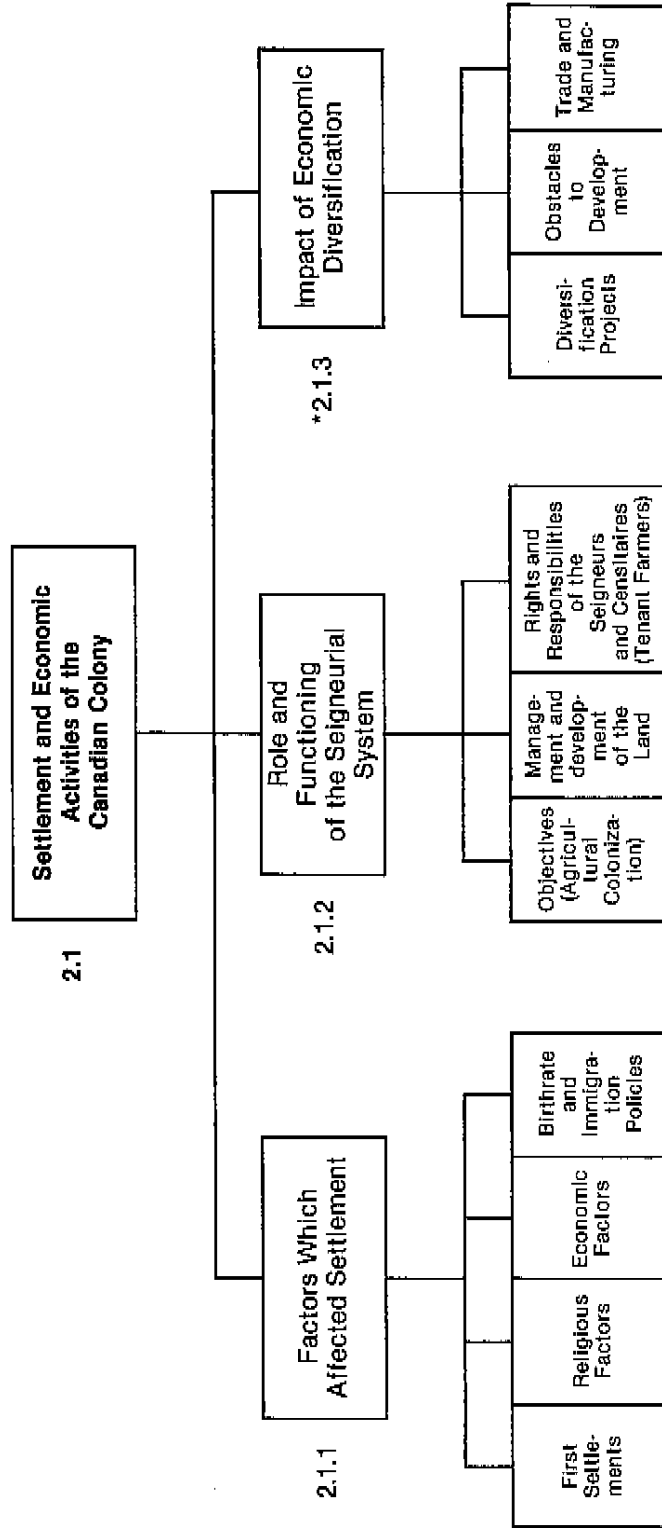 2.1
Settlement and Economic
Activities of the
Canadian Colony
2.1.1
Factors Which
Affected Settlement
2.1.2
Role and
Functioning
of the Seigneurial
System
*2.1.3
Impact of Economic
Diversification
First
Settle-
ments
Religious
Factors
Economic
Factors
Birthrate
and
Immigra-
tion
Policies
Objectives
(Agricul-
tural
Coloniza-
tion)
Manage-
ment and
develop-
ment
of the
Land
Rights and
Responsibilities
of the
Seigneurs
and Censitaires
(Tenant Farmers)
Diversi-
fication
Projects
Obstacles
to
Develop-
ment
Trade and
Manufac-
turing